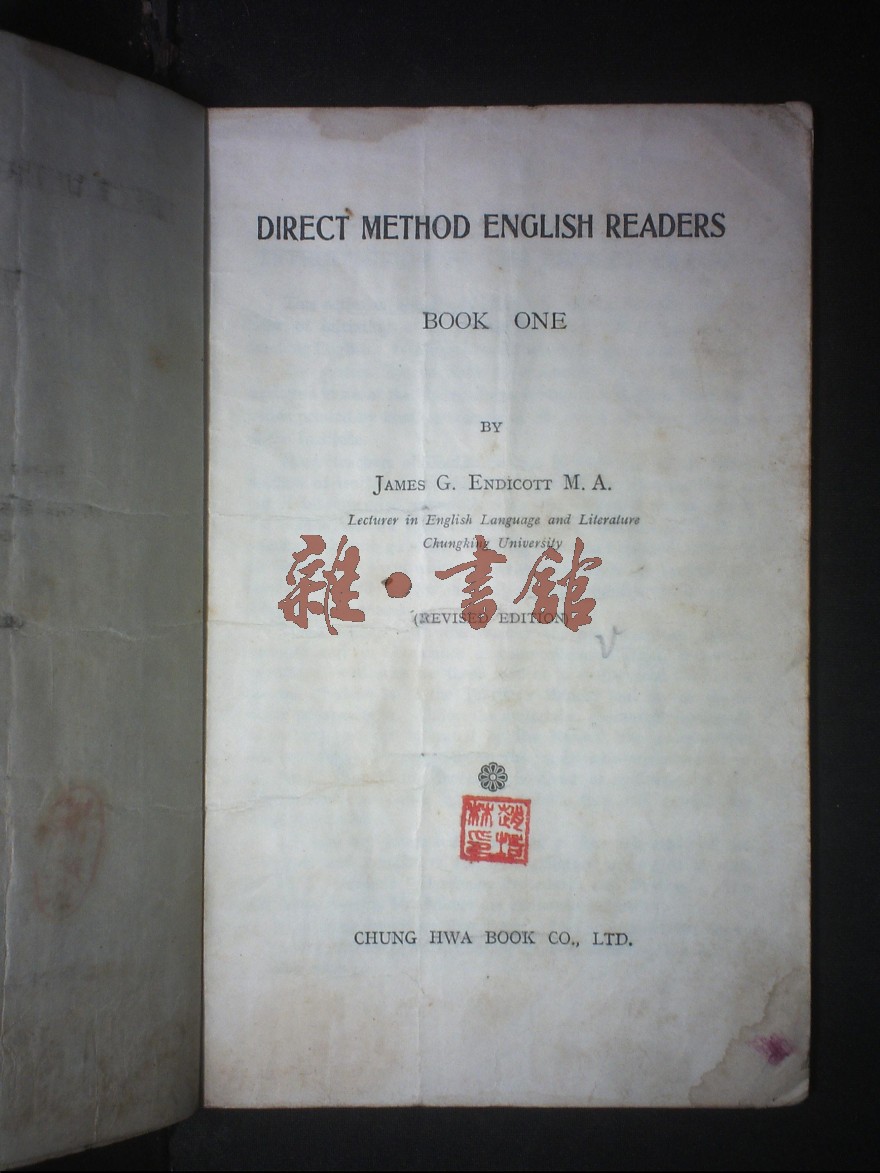 DIRECT METHOD ENGLISH READERS
BOOK ONE
BY
JAMES G. ENDICOTT M. A.
Lecturer in English Language and Literature
Chungking University
雜·書館
(REVISED EDITION)
CHUNG HWA BOOK CO., LTD.